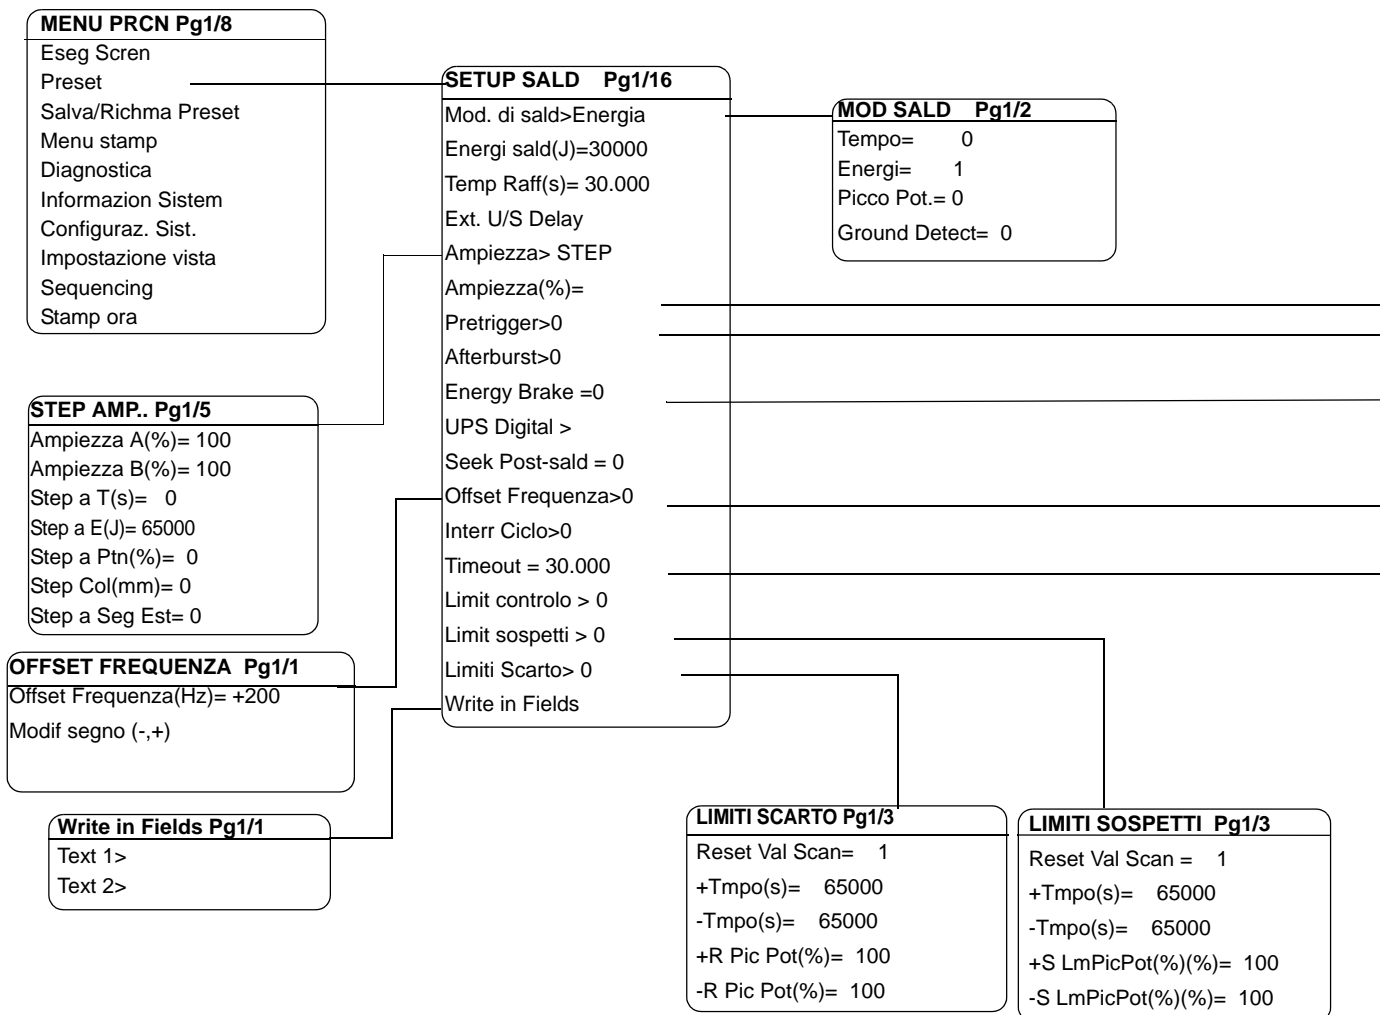 MENU PRCN Pg1/8
Eseg Scren
Preset
Salva/Richma Preset
Menu stamp
Diagnostica
Informazion Sistem
Configuraz. Sist.
Impostazione vista
Sequencing
Stamp ora
SETUP SALD Pg1/16
Mod. di sald>Energia
Energi sald(J)=30000
Temp Raff(s)= 30.000
Ext. U/S Delay
Ampiezza> STEP
Ampiezza(%)=
Pretrigger>0
Afterburst>0
Energy Brake =0
UPS Digital >
Seek Post-sald = 0
Offset Frequenza>0
Interr Ciclo>0
Timeout = 30.000
Limit controlo > 0
Limit sospetti > 0
Limiti Scarto> 0
Write in Fields
MOD SALD Pg1/2
Tempo= 0
Energi= 1
Picco Pot.= 0
Ground Detect= 0
STEP AMP.. Pg1/5
Ampiezza A(%)= 100
Ampiezza B(%)= 100
Step a T(s)= 0
Step a E(J)= 65000
Step a Ptn(%)= 0
Step Col(mm)= 0
Step a Seg Est= 0
OFFSET FREQUENZA Pg1/1
Offset Frequenza(Hz)= +200
Modif segno (-,+)
Write in Fields Pg1/1
Text 1>
Text 2>
LIMITI SCARTO Pg1/3
Reset Val Scan= 1
+Tmpo(s)= 65000
-Tmpo(s)= 65000
+R Pic Pot(%)= 100
-R Pic Pot(%)= 100
LIMITI SOSPETTI Pg1/3
Reset Val Scan = 1
+Tmpo(s)= 65000
-Tmpo(s)= 65000
+S LmPicPot(%)(%)= 100
-S LmPicPot(%)(%)= 100